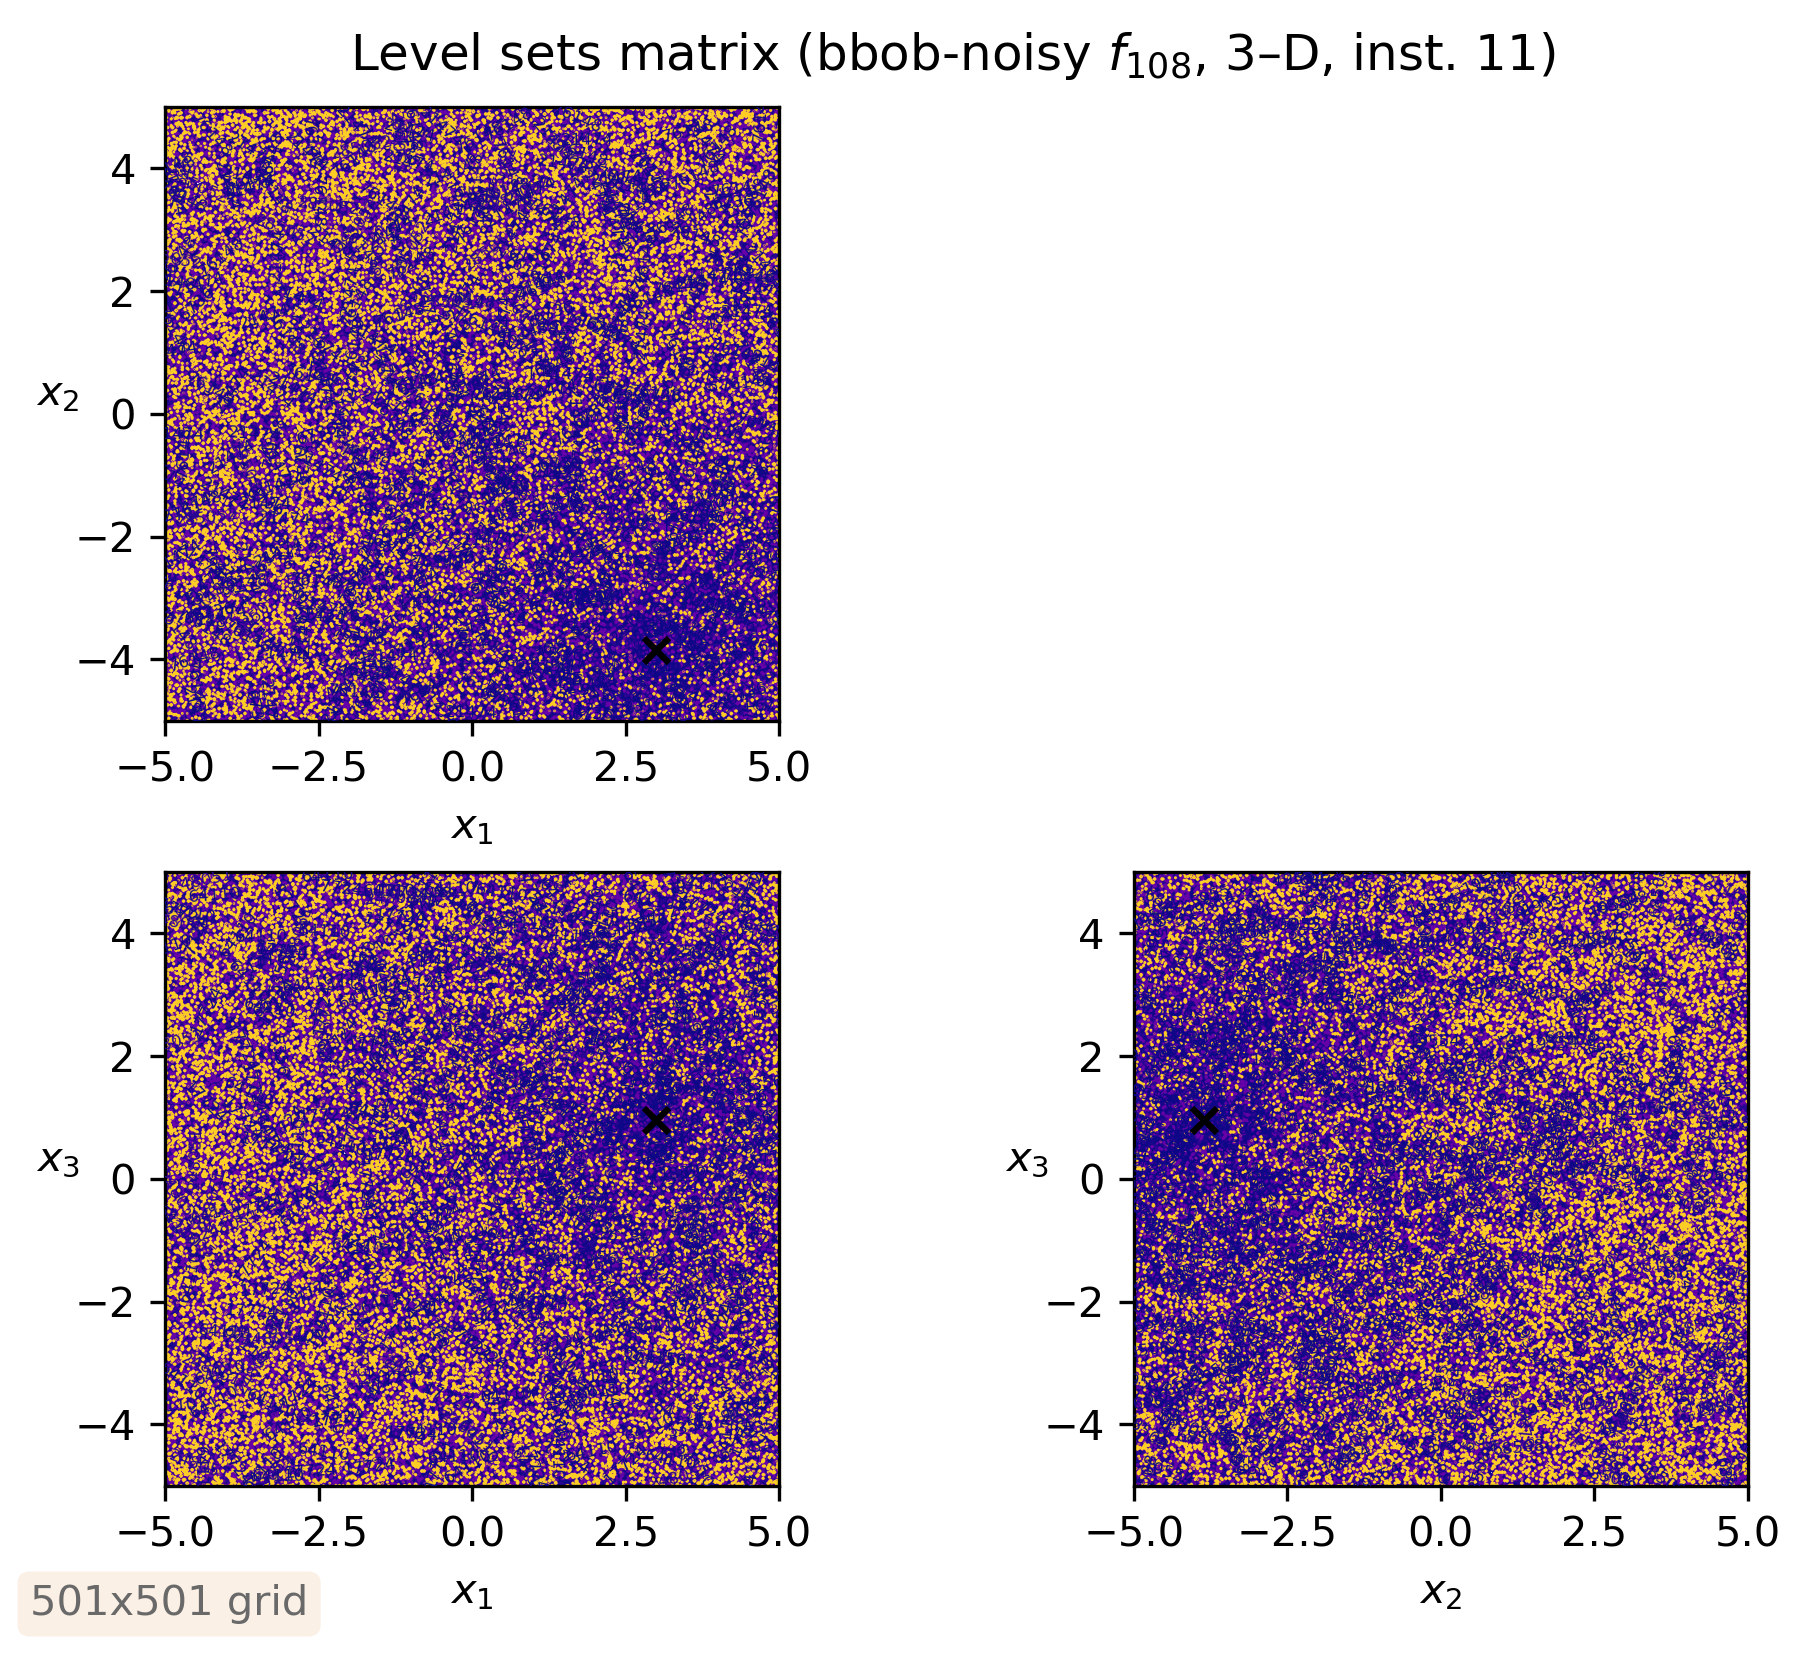 Level sets matrix (bbob-noisy f₁₀₈, 3–D, inst. 11)
4
2
x₂ 0
−2
−4
−5.0 −2.5 0.0 2.5 5.0
x₁
4
2
x₃ 0
−2
−4
−5.0 −2.5 0.0 2.5 5.0
x₁
4
2
x₃ 0
−2
−4
−5.0 −2.5 0.0 2.5 5.0
x₂
501x501 grid